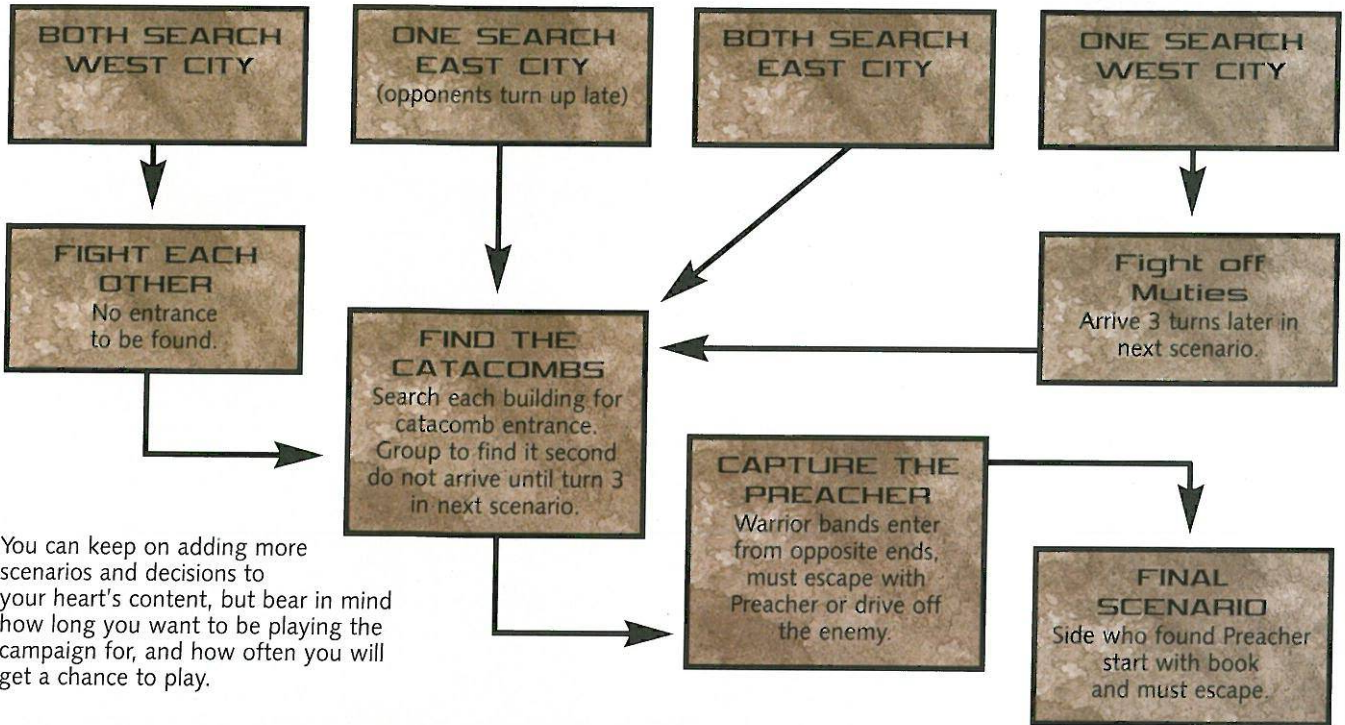 BOTH SEARCH
WEST CITY
ONE SEARCH
EAST CITY
(opponents turn up late)
BOTH SEARCH
EAST CITY
ONE SEARCH
WEST CITY
FIGHT EACH
OTHER
No entrance
to be found.
Fight off
Muties
Arrive 3 turns later in
next scenario.
FIND THE
CATACOMBS
Search each building for
catacomb entrance.
Group to find it second
do not arrive until turn 3
in next scenario.
CAPTURE THE
PREACHER
Warrior bands enter
from opposite ends,
must escape with
Preacher or drive off
the enemy.
FINAL
SCENARIO
Side who found Preacher
start with book
and must escape.
You can keep on adding more
scenarios and decisions to
your heart's content, but bear in mind
how long you want to be playing the
campaign for, and how often you will
get a chance to play.